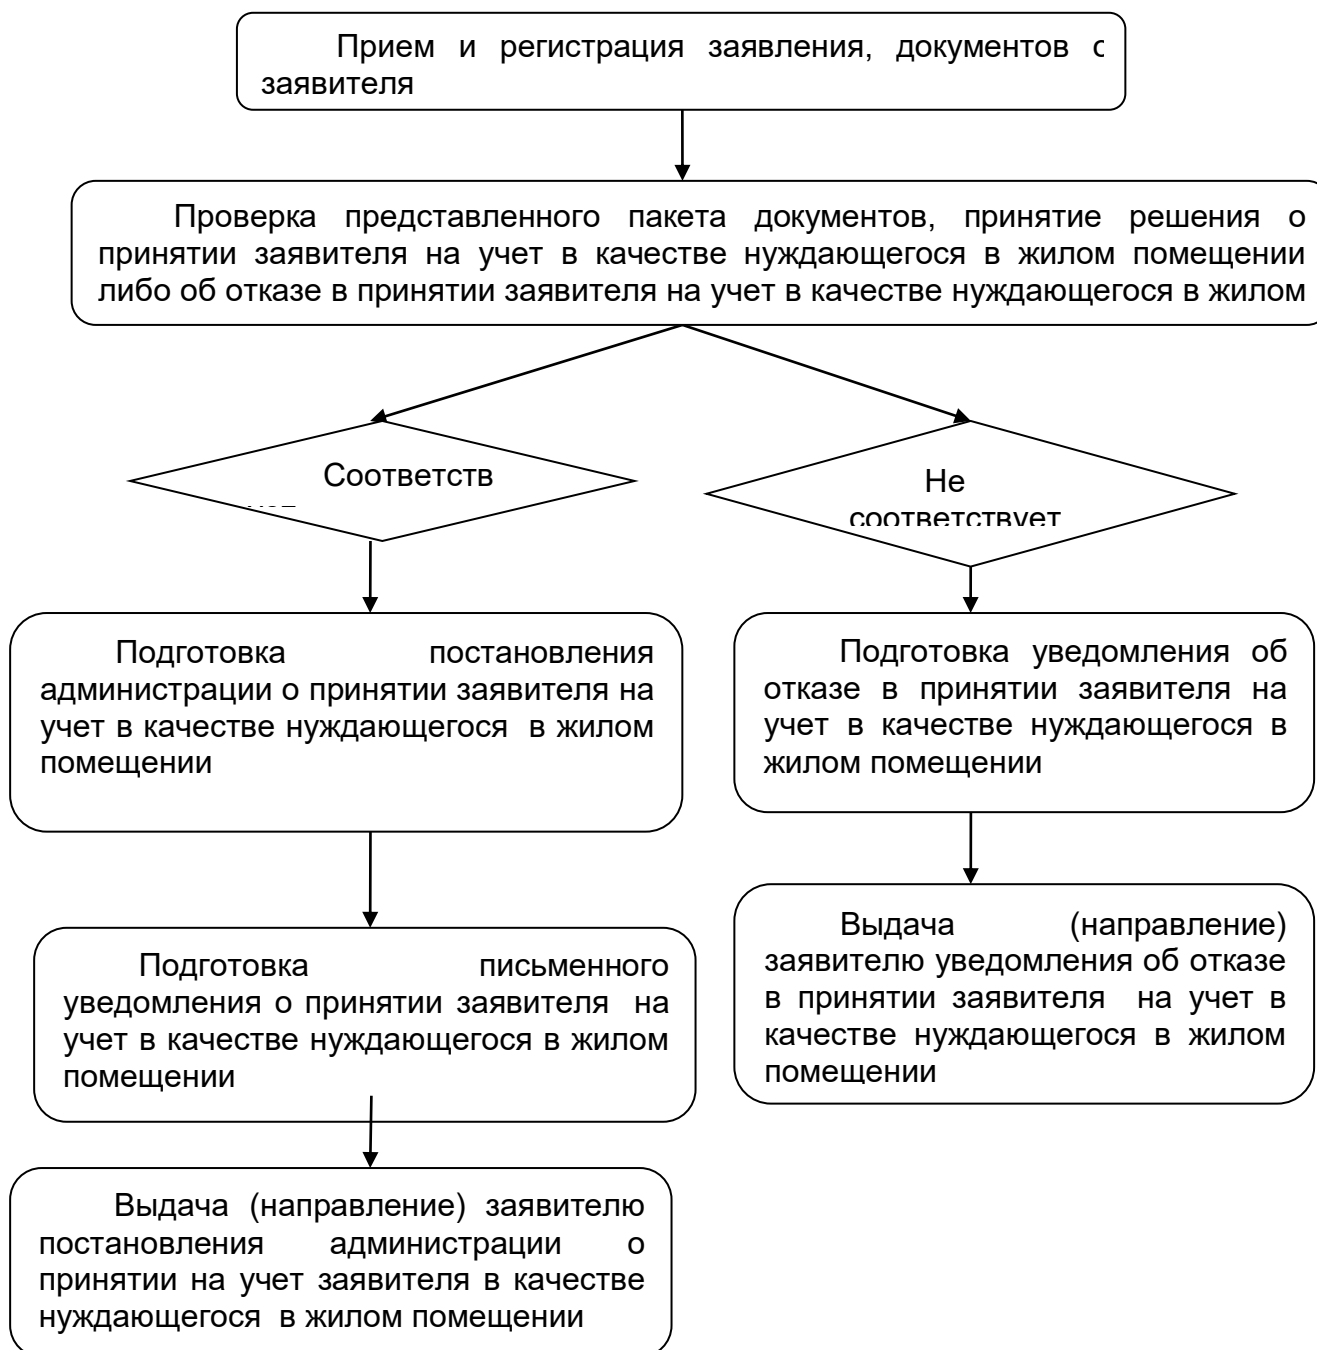 Прием и регистрация заявления, документов с
заявителя
Проверка представленного пакета документов, принятие решения о
принятии заявителя на учет в качестве нуждающегося в жилом помещении
либо об отказе в принятии заявителя на учет в качестве нуждающегося в жилом
Соответств
Не
соответствует
Подготовка постановления
администрации о принятии заявителя на
учет в качестве нуждающегося в жилом
помещении
Подготовка уведомления об
отказе в принятии заявителя на
учет в качестве нуждающегося в
жилом помещении
Подготовка письменного
уведомления о принятии заявителя на
учет в качестве нуждающегося в жилом
помещении
Выдача (направление)
заявителю уведомления об отказе
в принятии заявителя на учет в
качестве нуждающегося в жилом
помещении
Выдача (направление) заявителю
постановления администрации о
принятии на учет заявителя в качестве
нуждающегося в жилом помещении